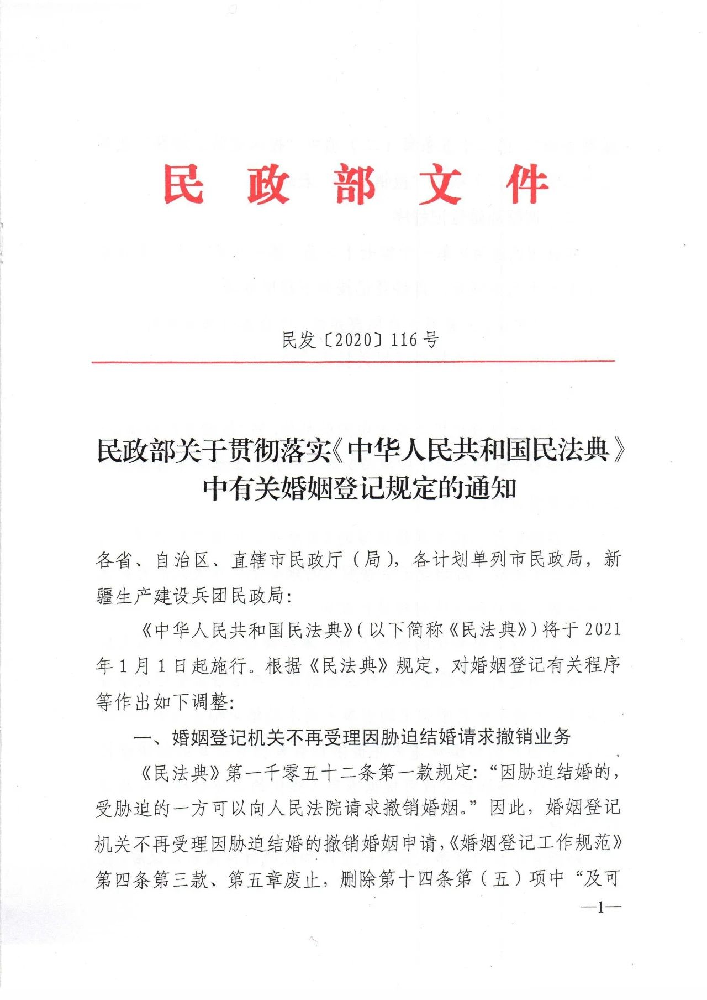 民政部文件
民发〔2020〕116号
民政部关于贯彻落实《中华人民共和国民法典》
中有关婚姻登记规定的通知
各省、自治区、直辖市民政厅（局），各计划单列市民政局，新
疆生产建设兵团民政局：
《中华人民共和国民法典》（以下简称《民法典》）将于2021
年1月1日起施行。根据《民法典》规定，对婚姻登记有关程序
等作出如下调整：
一、婚姻登记机关不再受理因胁迫结婚请求撤销业务
《民法典》第一千零五十二条第一款规定：“因胁迫结婚的，
受胁迫的一方可以向人民法院请求撤销婚姻。”因此，婚姻登记
机关不再受理因胁迫结婚的撤销婚姻申请，《婚姻登记工作规范》
第四条第三款、第五章废止，删除第十四条第（五）项中“及可
—1—